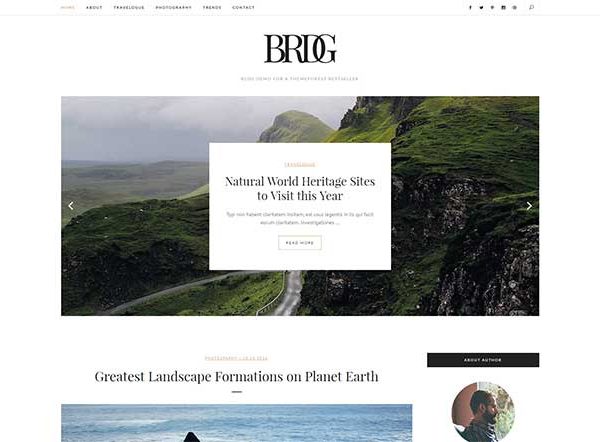 HOME ABOUT TRAVELOGUE PHOTOGRAPHY TRENDS CONTACT
BRDG
BLOG DEMO FOR A THEMEFOREST BESTSELLER
TRAVELOGUE
Natural World Heritage Sites
to Visit this Year
Typi non habent claritatem insitam; est usus legentis in iis qui facit
eorum claritatem. Investigationes ...
READ MORE
PHOTOGRAPHY /
Greatest Landscape Formations on Planet Earth
ABOUT AUTHOR